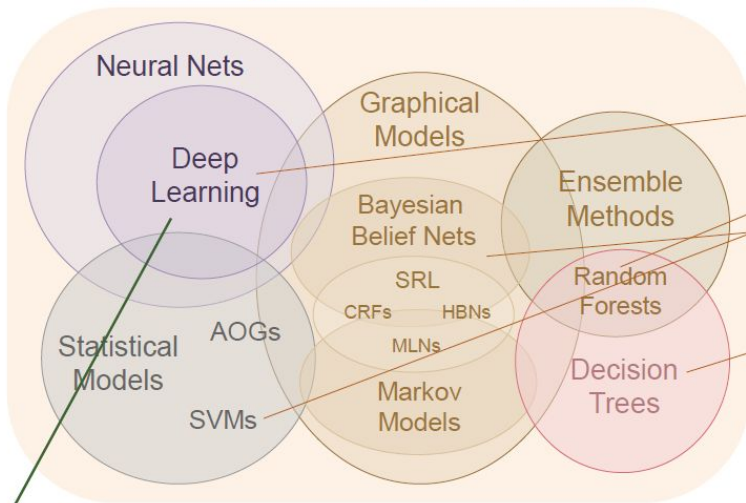 Neural Nets
Deep
Learning
Graphical
Models
Bayesian
Belief Nets
SRL
CRFs
HBNs
MLNs
Markov
Models
Ensemble
Methods
Random
Forests
Decision
Trees
Statistical
Models
AOGs
SVMs